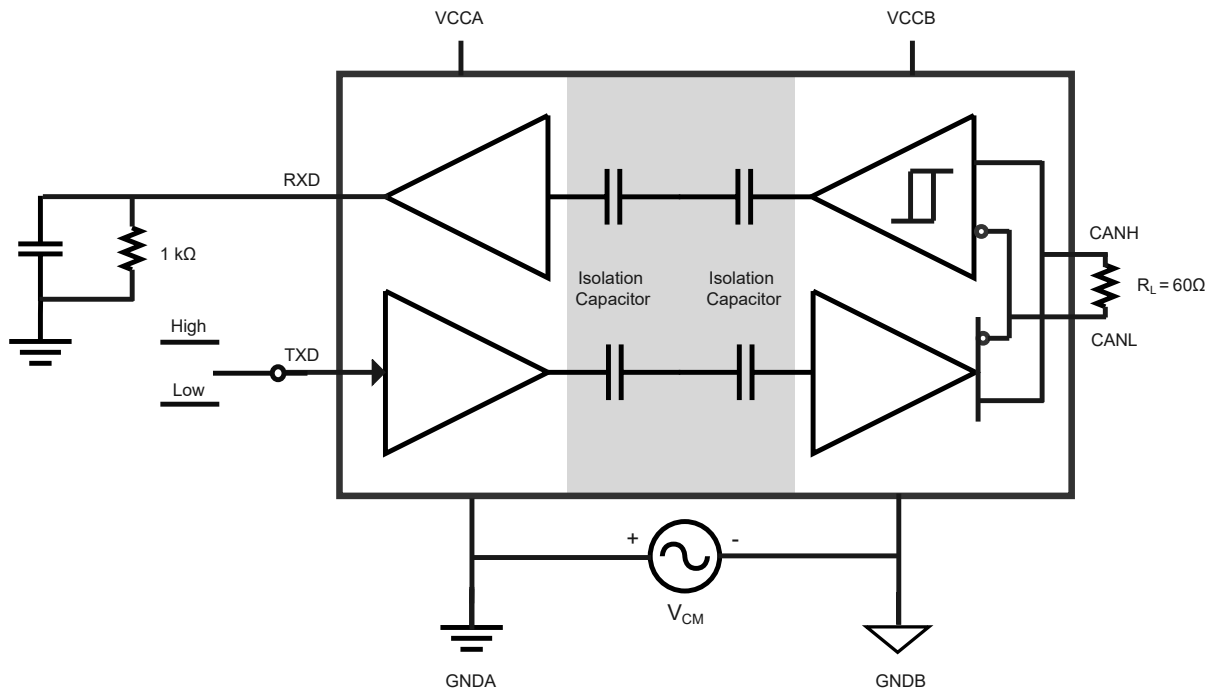 VCCA
VCCB
RXD
1 kΩ
Isolation
Capacitor
Isolation
Capacitor
CANH
R_L = 60Ω
CANL
High
TXD
Low
+
-
V_CM
GNDA
GNDB